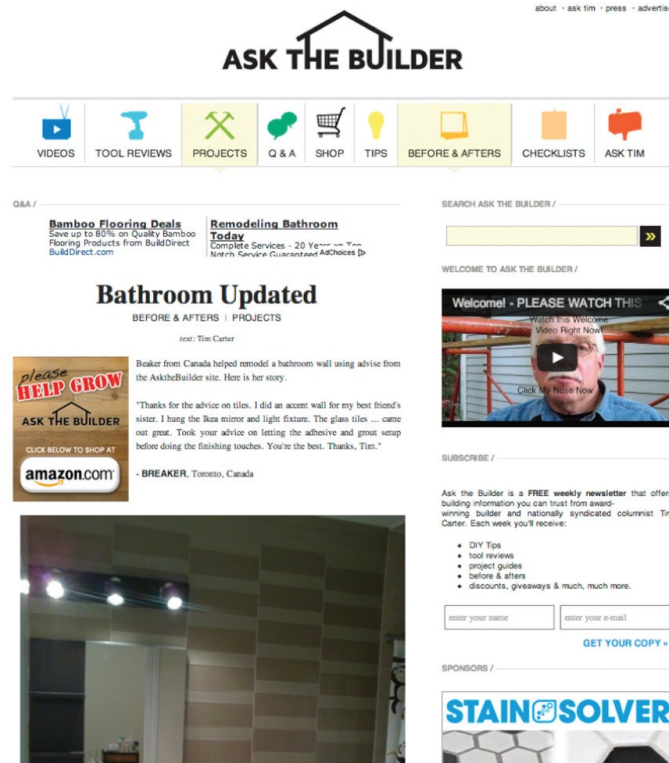 about • ask tim • press • advertis
ASK THE BUILDER
VIDEOS
TOOL REVIEWS
PROJECTS
Q & A
SHOP
TIPS
BEFORE & AFTERS
CHECKLISTS
ASK TIM
Q&A /
Bamboo Flooring Deals
Save up to 80% on Quality Bamboo
Flooring Products from BuildDirect
BuildDirect.com
Remodeling Bathroom
Today
Complete Services - 20 Years
Notch Service Guaranteed
AdChoices
Bathroom Updated
BEFORE & AFTERS | PROJECTS
text: Tim Carter
please
HELP GROW
ASK THE BUILDER
CLICK BELOW TO SHOP AT
amazon.com
Beaker from Canada helped remodel a bathroom wall using advise from
the AsktheBuilder site. Here is her story.
"Thanks for the advice on tiles. I did an accent wall for my best friend's
sister. I hung the Ikea mirror and light fixture. The glass tiles ... came
out great. Took your advice on letting the adhesive and grout setup
before doing the finishing touches. You're the best. Thanks, Tim."
- BREAKER, Toronto, Canada
SEARCH ASK THE BUILDER /
»
WELCOME TO ASK THE BUILDER /
Welcome! - PLEASE WATCH THIS
Watch this Welcome
Video Right Now!
Click My Nose Now
SUBSCRIBE /
Ask the Builder is a FREE weekly newsletter that offer
building information you can trust from award-
winning builder and nationally syndicated columnist Tim
Carter. Each week you'll receive:
• DIY Tips
• tool reviews
• project guides
• before & afters
• discounts, giveaways & much, much more.
enter your name
enter your e-mail
GET YOUR COPY »
SPONSORS /
STAIN SOLVER